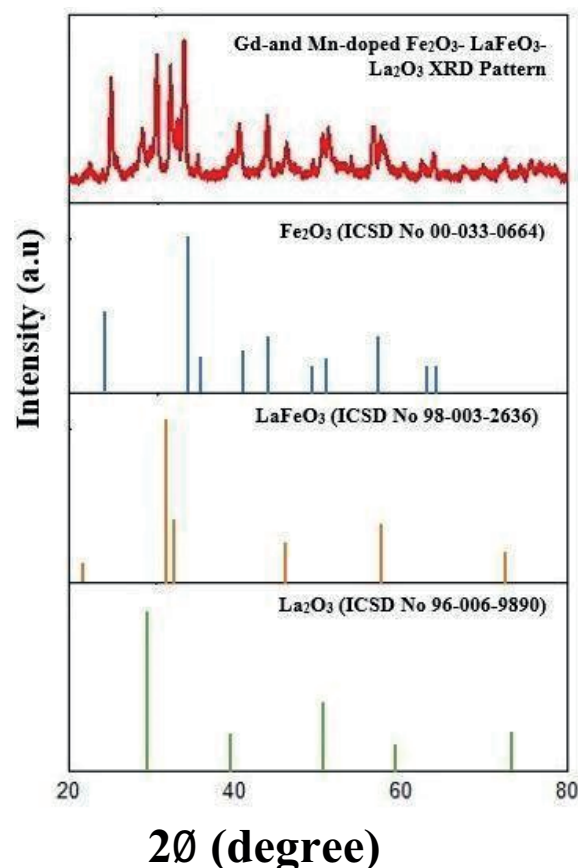 Gd-and Mn-doped Fe₂O₃- LaFeO₃-
La₂O₃ XRD Pattern
Fe₂O₃ (ICSD No 00-033-0664)
LaFeO₃ (ICSD No 98-003-2636)
La₂O₃ (ICSD No 96-006-9890)
Intensity (a.u)
20 40 60 80
2Ø (degree)